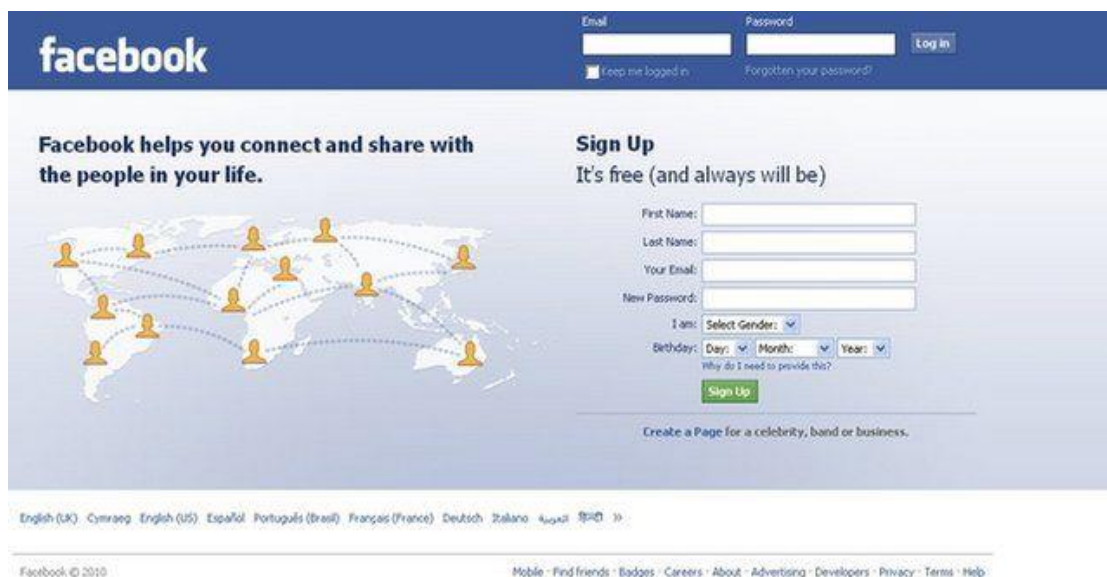 facebook
Email Password
Log in
Keep me logged in Forgotten your password?
Facebook helps you connect and share with
the people in your life.
Sign Up
It's free (and always will be)
First Name:
Last Name:
Your Email:
New Password:
I am: Select Gender:
Birthday: Day: Month: Year:
Why do I need to provide this?
Sign Up
Create a Page for a celebrity, band or business.
English (UK) Cymraeg English (US) Español Português (Brasil) Français (France) Deutsch Italiano العربية हिन्दी »
Facebook © 2010 Mobile · Find friends · Badges · Careers · About · Advertising · Developers · Privacy · Terms · Help